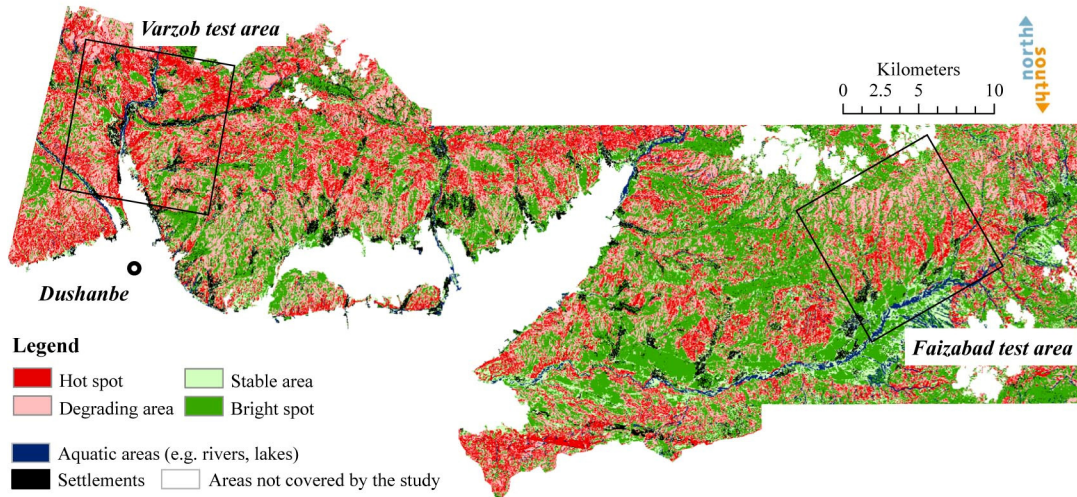 Varzob test area
north
south
Kilometers
0 2.5 5 10
Dushanbe
Legend
Hot spot
Stable area
Degrading area
Bright spot
Faizabad test area
Aquatic areas (e.g. rivers, lakes)
Settlements
Areas not covered by the study